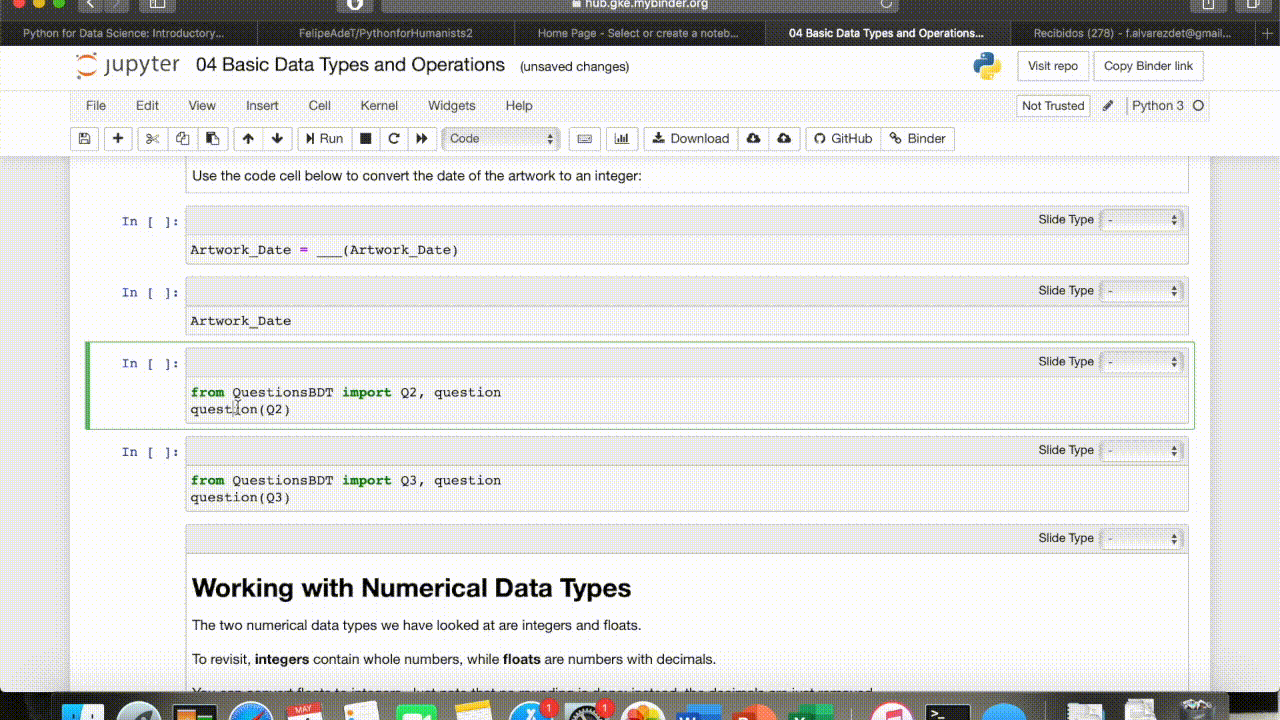 hub.gke.mybinder.org
Python for Data Science: Introductory... FelipeAdeT/PythonforHumanists2 Home Page - Select or create a noteb... 04 Basic Data Types and Operations... Recibidos (278) - f.alvarezdet@gmail....
jupyter 04 Basic Data Types and Operations (unsaved changes) Visit repo Copy Binder link
File Edit View Insert Cell Kernel Widgets Help Not Trusted Python 3
Run Code Download GitHub Binder
Use the code cell below to convert the date of the artwork to an integer:
In [ ]: Slide Type -
Artwork_Date = ___(Artwork_Date)
In [ ]: Slide Type -
Artwork_Date
In [ ]: Slide Type -
from QuestionsBDT import Q2, question
question(Q2)
In [ ]: Slide Type -
from QuestionsBDT import Q3, question
question(Q3)
Slide Type -
Working with Numerical Data Types
The two numerical data types we have looked at are integers and floats.
To revisit, integers contain whole numbers, while floats are numbers with decimals.
MAY 1 1